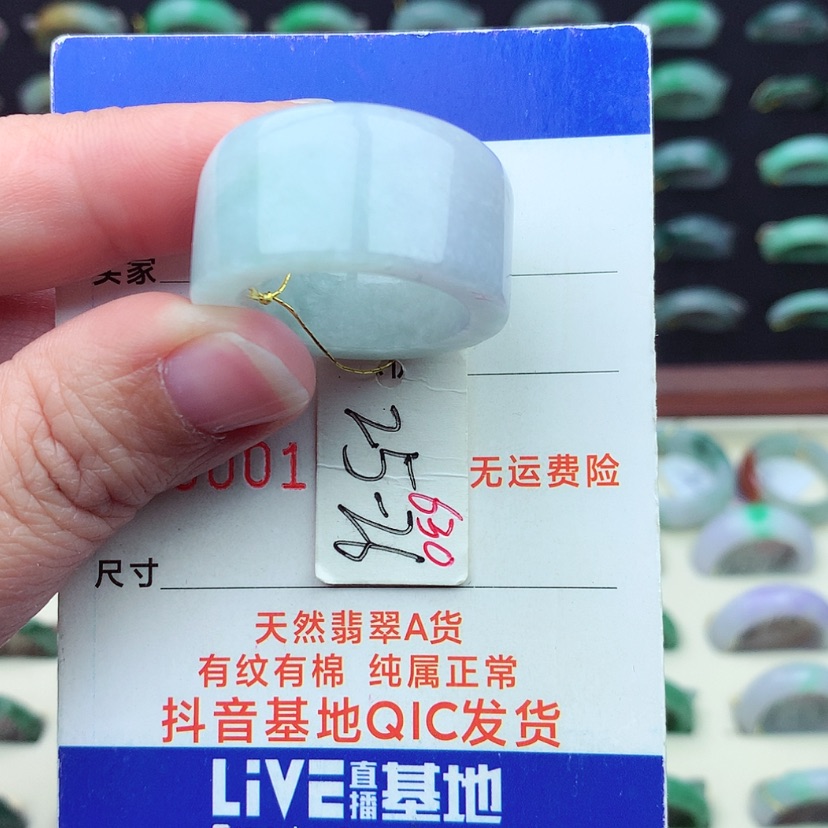 买家
0001
无运费险
25-76
630
尺寸
天然翡翠A货
有纹有棉 纯属正常
抖音基地QIC发货
LiVE直播基地